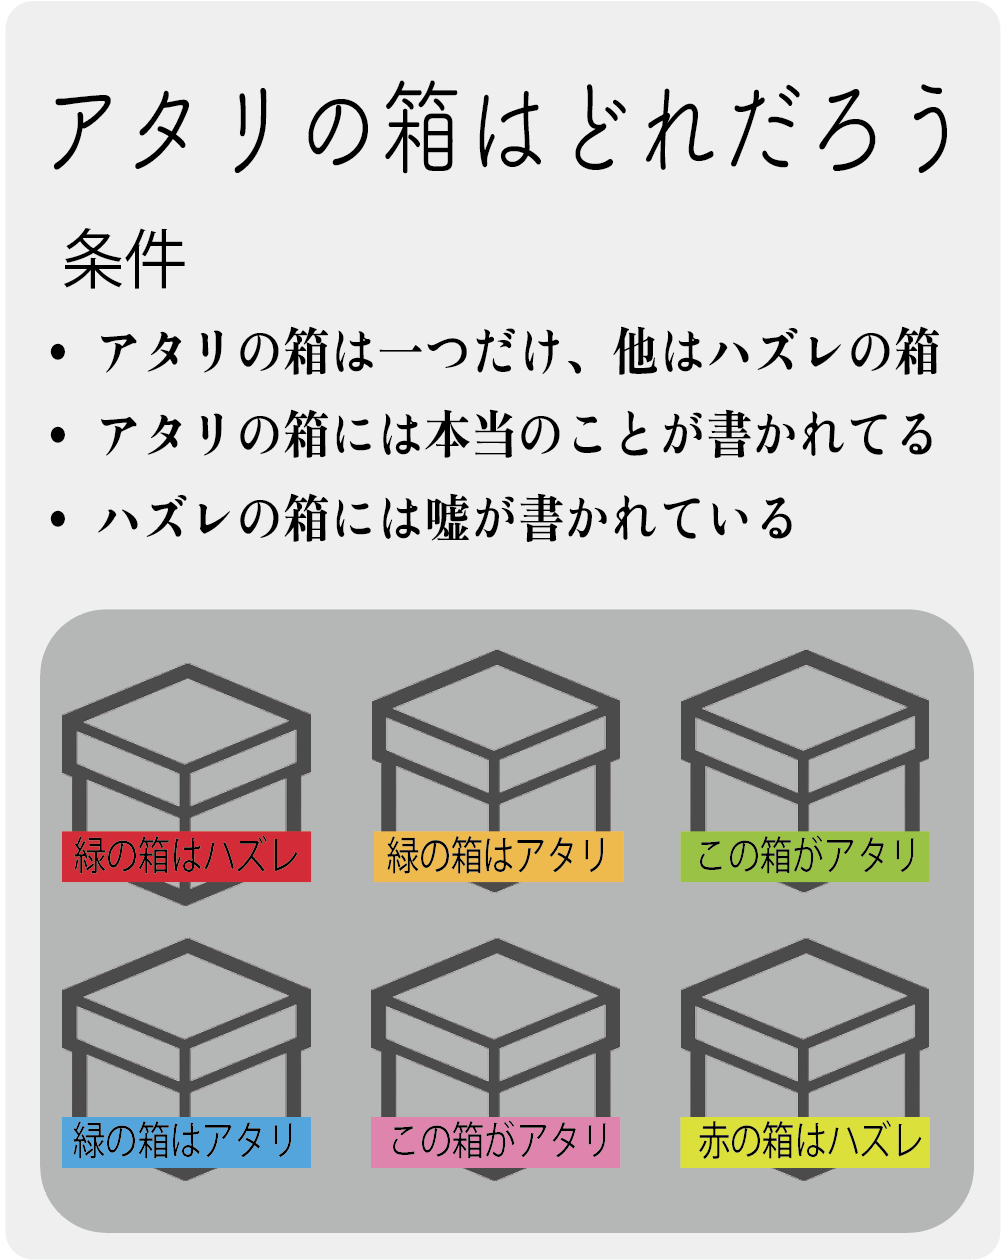 アタリの箱はどれだろう
条件
• アタリの箱は一つだけ、他はハズレの箱
• アタリの箱には本当のことが書かれてる
• ハズレの箱には嘘が書かれている
緑の箱はハズレ
緑の箱はアタリ
この箱がアタリ
緑の箱はアタリ
この箱がアタリ
赤の箱はハズレ